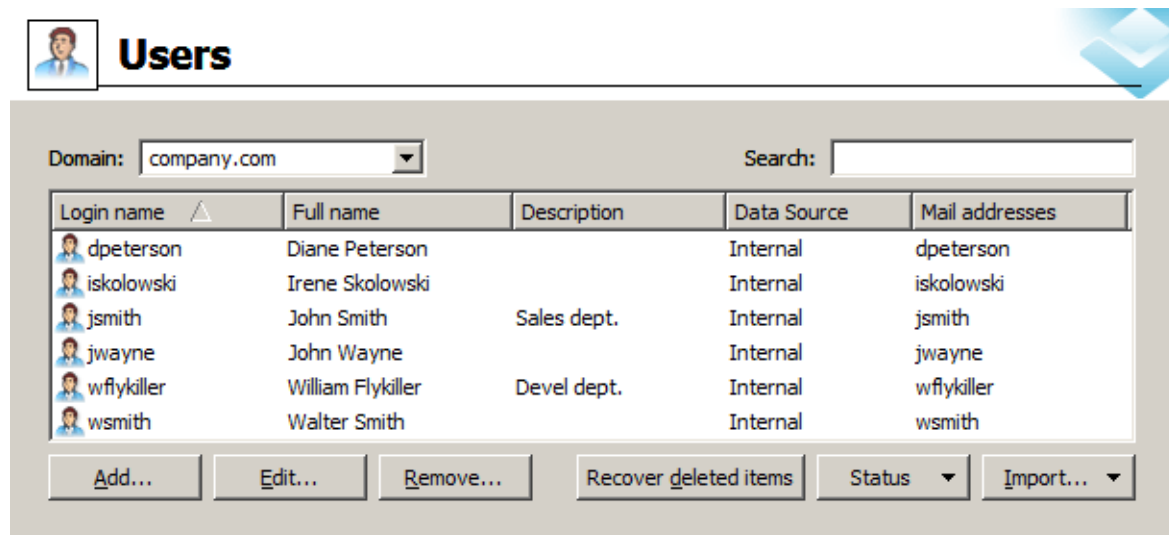 Users
Domain: company.com Search:
Login name Full name Description Data Source Mail addresses
dpeterson Diane Peterson Internal dpeterson
iskolowski Irene Skolowski Internal iskolowski
jsmith John Smith Sales dept. Internal jsmith
jwayne John Wayne Internal jwayne
wflykiller William Flykiller Devel dept. Internal wflykiller
wsmith Walter Smith Internal wsmith
Add... Edit... Remove... Recover deleted items Status Import...